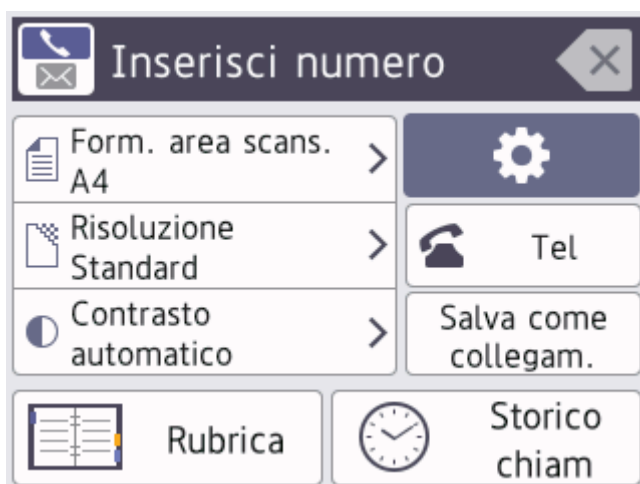 Inserisci numero
Form. area scans.
A4
Risoluzione
Standard
Contrasto
automatico
Tel
Salva come
collegam.
Rubrica
Storico
chiam